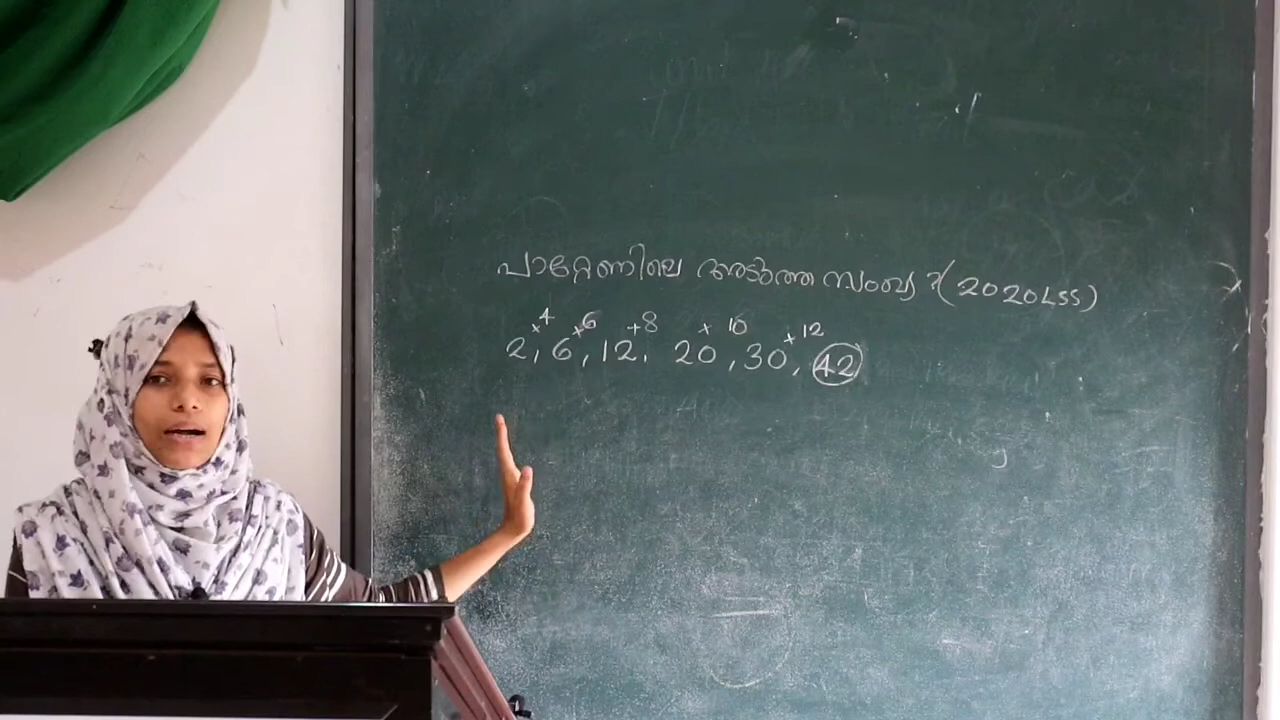 പാറ്റേണിലെ അടുത്ത സംഖ്യ ? (2020LSS)
+4 +6 +8 + 10 + 12
2, 6, 12, 20, 30, 42